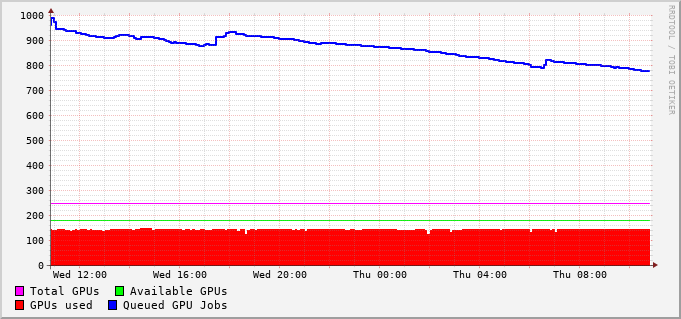 1000
900
800
700
600
500
400
300
200
100
0
Wed 12:00 Wed 16:00 Wed 20:00 Thu 00:00 Thu 04:00 Thu 08:00
Total GPUs Available GPUs
GPUs used Queued GPU Jobs
RRDTOOL / TOBI OETIKER